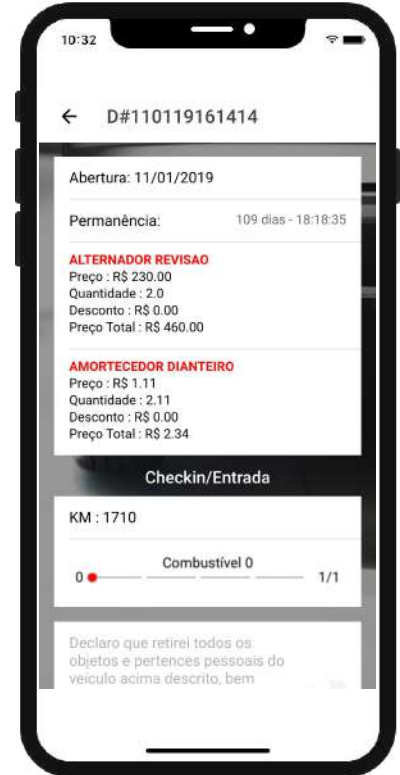 10:32
D#110119161414
Abertura: 11/01/2019
Permanência: 109 dias - 18:18:35
ALTERNADOR REVISAO
Preço : R$ 230.00
Quantidade : 2.0
Desconto : R$ 0.00
Preço Total : R$ 460.00
AMORTECEDOR DIANTEIRO
Preço : R$ 1.11
Quantidade : 2.11
Desconto : R$ 0.00
Preço Total : R$ 2.34
Checkin/Entrada
KM : 1710
Combustível 0
0 1/1
Declaro que retirei todos os
objetos e pertences pessoais do
veículo acima descrito, bem